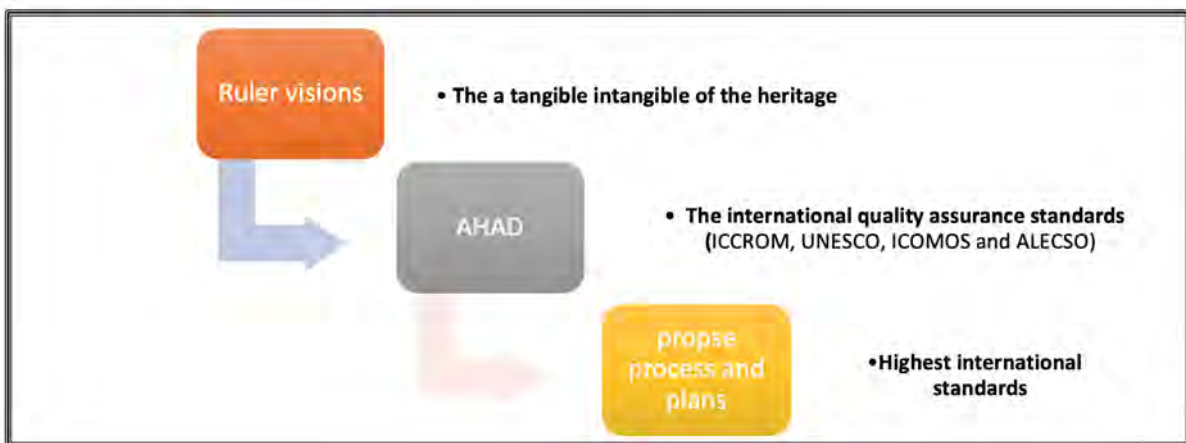 Ruler visions
• The a tangible intangible of the heritage
AHAD
• The international quality assurance standards
(ICCROM, UNESCO, ICOMOS and ALECSO)
propse
process and
plans
•Highest international
standards